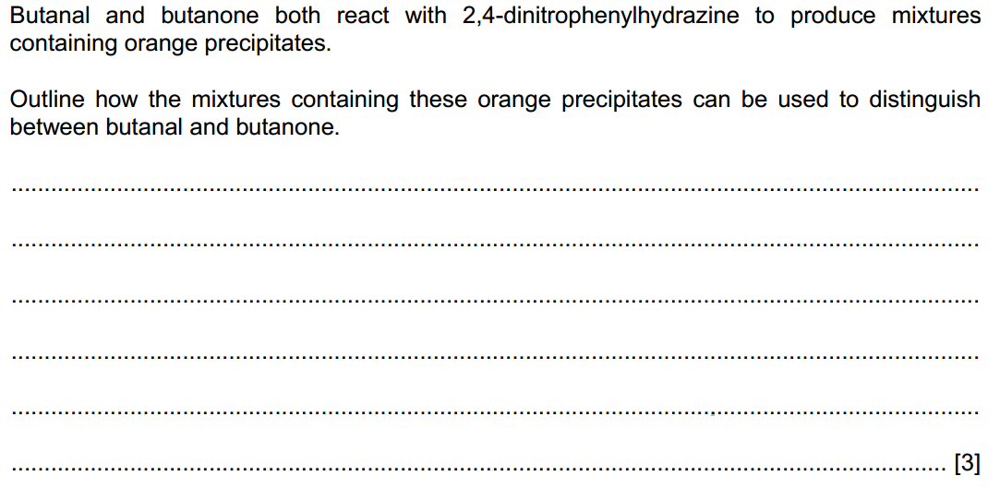 Butanal and butanone both react with 2,4-dinitrophenylhydrazine to produce mixtures
containing orange precipitates.
Outline how the mixtures containing these orange precipitates can be used to distinguish
between butanal and butanone.
[3]